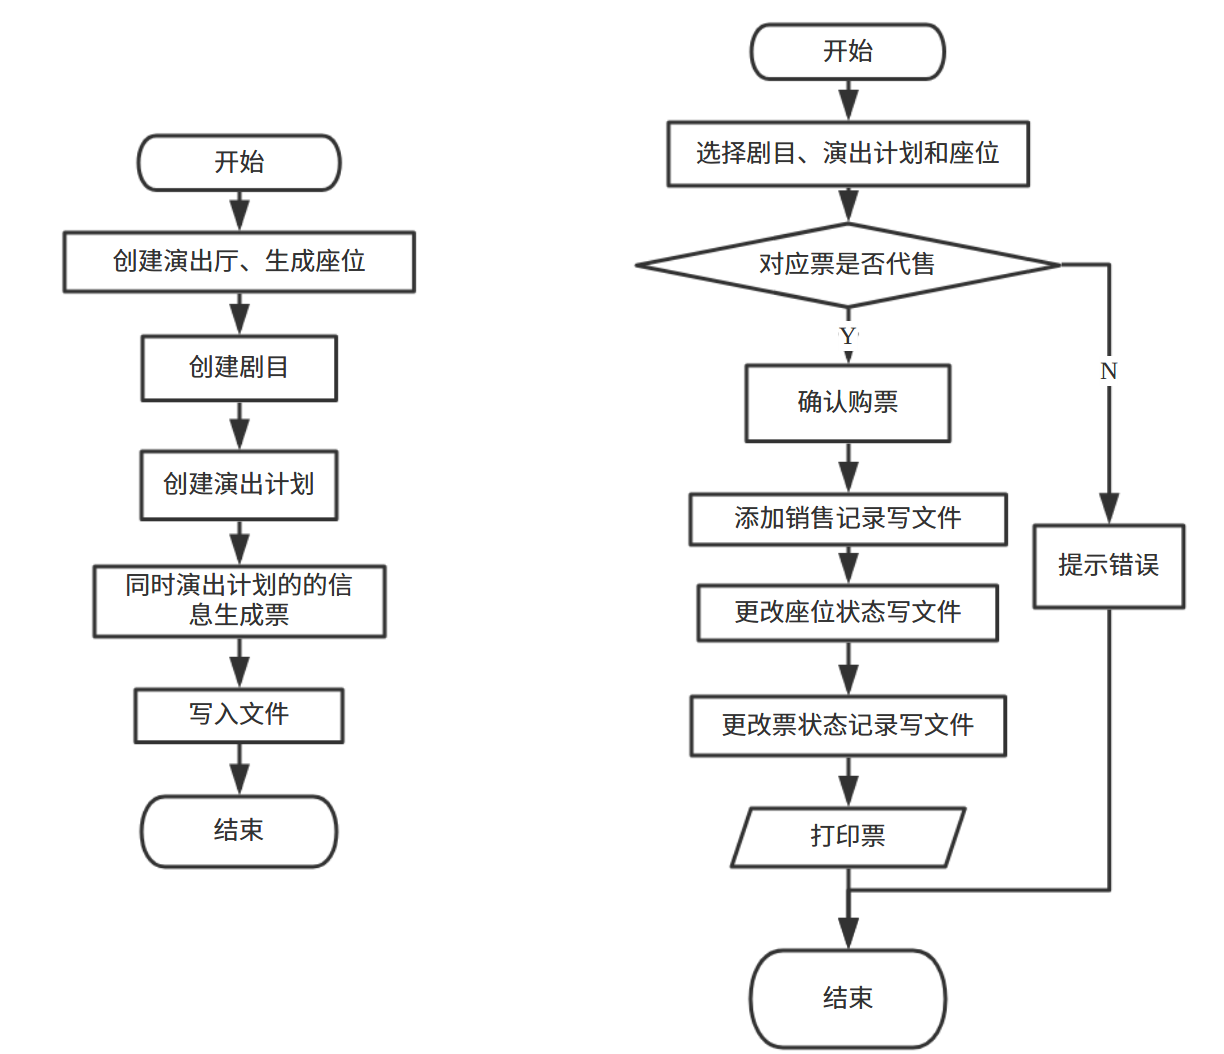 开始
创建演出厅、生成座位
创建剧目
创建演出计划
同时演出计划的的信
息生成票
写入文件
结束
开始
选择剧目、演出计划和座位
对应票是否代售
Y
N
确认购票
添加销售记录写文件
提示错误
更改座位状态写文件
更改票状态记录写文件
打印票
结束